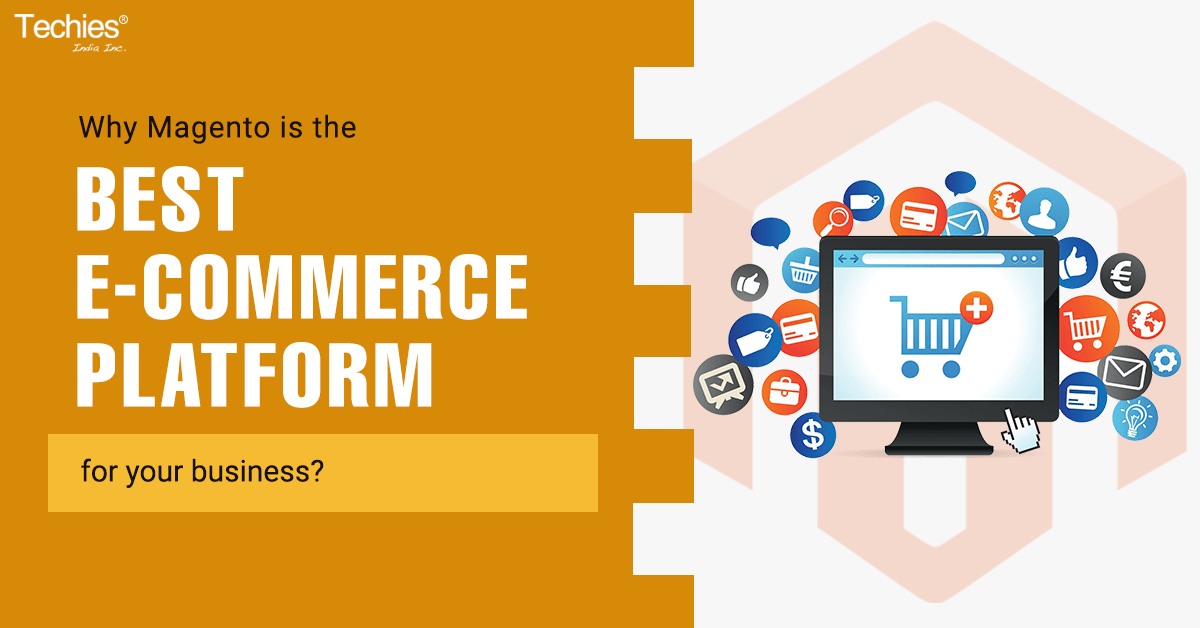 Techies®
India Inc.
Why Magento is the
BEST
E-COMMERCE
PLATFORM
for your business?
€
$